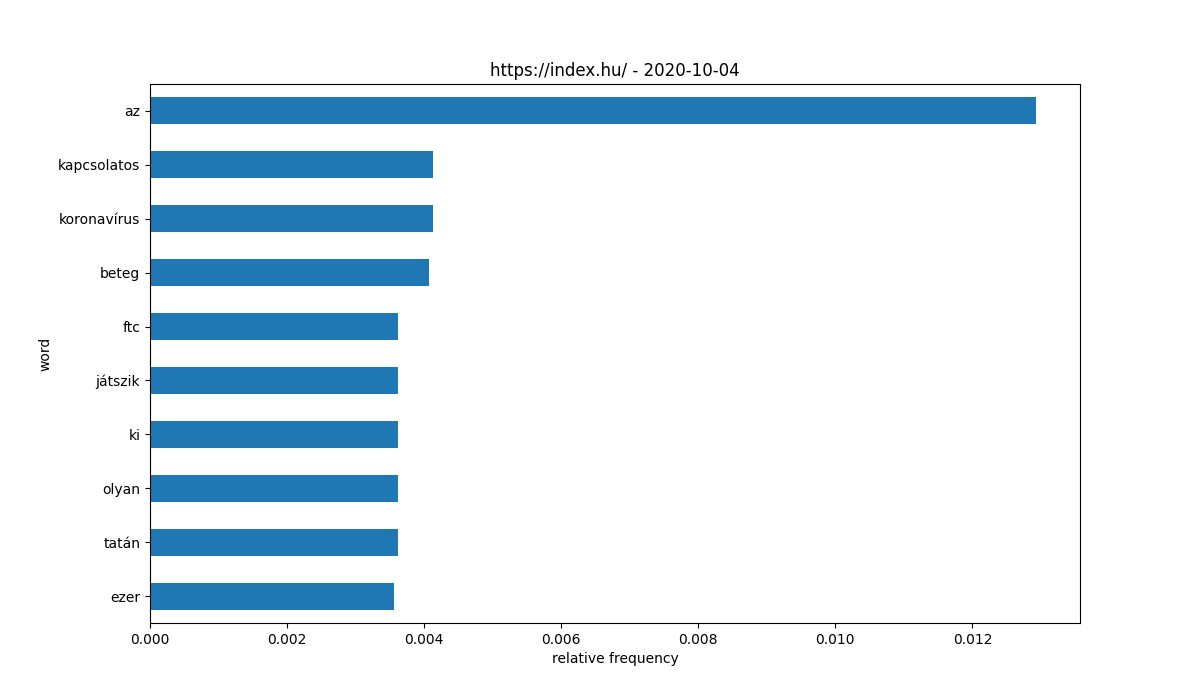 https://index.hu/ - 2020-10-04
az
kapcsolatos
koronavírus
beteg
ftc
játszik
ki
olyan
tatán
ezer
word
0.000 0.002 0.004 0.006 0.008 0.010 0.012
relative frequency